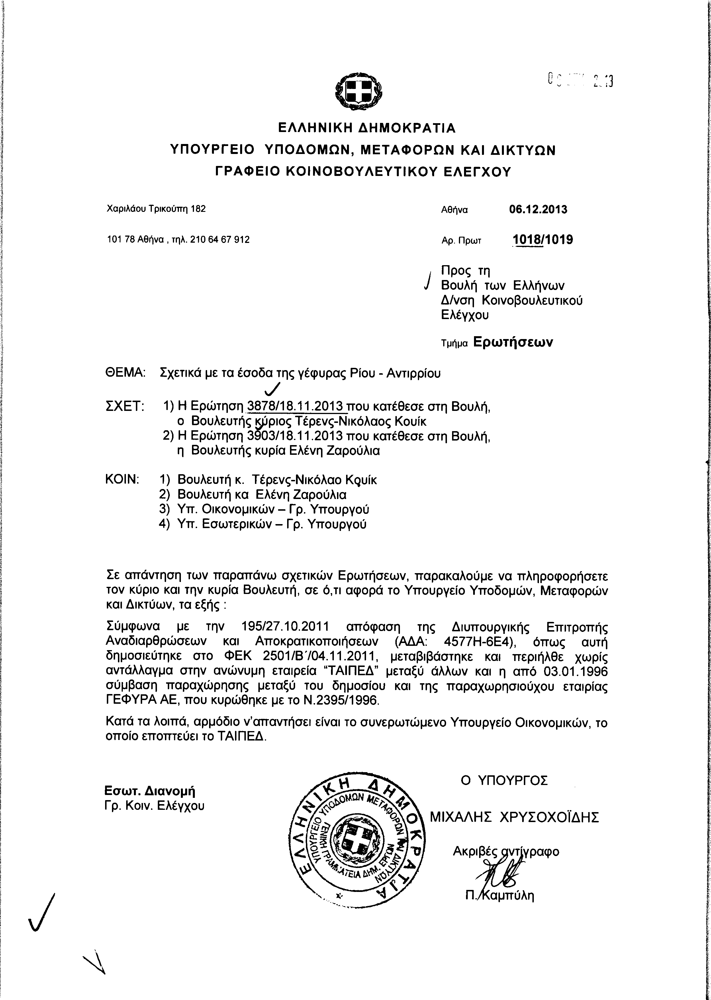 ΕΛΛΗΝΙΚΗ ΔΗΜΟΚΡΑΤΙΑ
ΥΠΟΥΡΓΕΙΟ ΥΠΟΔΟΜΩΝ, ΜΕΤΑΦΟΡΩΝ ΚΑΙ ΔΙΚΤΥΩΝ
ΓΡΑΦΕΙΟ ΚΟΙΝΟΒΟΥΛΕΥΤΙΚΟΥ ΕΛΕΓΧΟΥ
Χαριλάου Τρικούπη 182
Αθήνα 06.12.2013
101 78 Αθήνα , τηλ. 210 64 67 912
Αρ. Πρωτ 1018/1019
Προς τη
Βουλή των Ελλήνων
Δ/νση Κοινοβουλευτικού
Ελέγχου
Τμήμα Ερωτήσεων
ΘΕΜΑ: Σχετικά με τα έσοδα της γέφυρας Ρίου - Αντιρρίου
ΣΧΕΤ: 1) Η Ερώτηση 3878/18.11.2013 που κατέθεσε στη Βουλή,
ο Βουλευτής κύριος Τέρενς-Νικόλαος Κουίκ
2) Η Ερώτηση 3903/18.11.2013 που κατέθεσε στη Βουλή,
η Βουλευτής κυρία Ελένη Ζαρούλια
ΚΟΙΝ: 1) Βουλευτή κ. Τέρενς-Νικόλαο Κουίκ
2) Βουλευτή κα Ελένη Ζαρούλια
3) Υπ. Οικονομικών – Γρ. Υπουργού
4) Υπ. Εσωτερικών – Γρ. Υπουργού
Σε απάντηση των παραπάνω σχετικών Ερωτήσεων, παρακαλούμε να πληροφορήσετε
τον κύριο και την κυρία Βουλευτή, σε ό,τι αφορά το Υπουργείο Υποδομών, Μεταφορών
και Δικτύων, τα εξής :
Σύμφωνα με την 195/27.10.2011 απόφαση της Διυπουργικής Επιτροπής
Αναδιαρθρώσεων και Αποκρατικοποιήσεων (ΑΔΑ: 4577Η-6Ε4), όπως αυτή
δημοσιεύτηκε στο ΦΕΚ 2501/Β΄/04.11.2011, μεταβιβάστηκε και περιήλθε χωρίς
αντάλλαγμα στην ανώνυμη εταιρεία “ΤΑΙΠΕΔ” μεταξύ άλλων και η από 03.01.1996
σύμβαση παραχώρησης μεταξύ του δημοσίου και της παραχωρησιούχου εταιρίας
ΓΕΦΥΡΑ ΑΕ, που κυρώθηκε με το Ν.2395/1996.
Κατά τα λοιπά, αρμόδιο ν’απαντήσει είναι το συνερωτώμενο Υπουργείο Οικονομικών, το
οποίο εποπτεύει το ΤΑΙΠΕΔ.
Εσωτ. Διανομή
Γρ. Κοιν. Ελέγχου
Ο ΥΠΟΥΡΓΟΣ
ΜΙΧΑΛΗΣ ΧΡΥΣΟΧΟΪΔΗΣ
Ακριβές αντίγραφο
Π. Καμπύλη
ΕΛΛΗΝΙΚΗ ΔΗΜΟΚΡΑΤΙΑ
ΥΠΟΥΡΓΕΙΟ ΥΠΟΔΟΜΩΝ ΜΕΤΑΦΟΡΩΝ ΚΑΙ ΔΙΚΤΥΩΝ
ΓΕΝΙΚΗ ΓΡΑΜΜΑΤΕΙΑ ΔΗΜ. ΕΡΓΩΝ